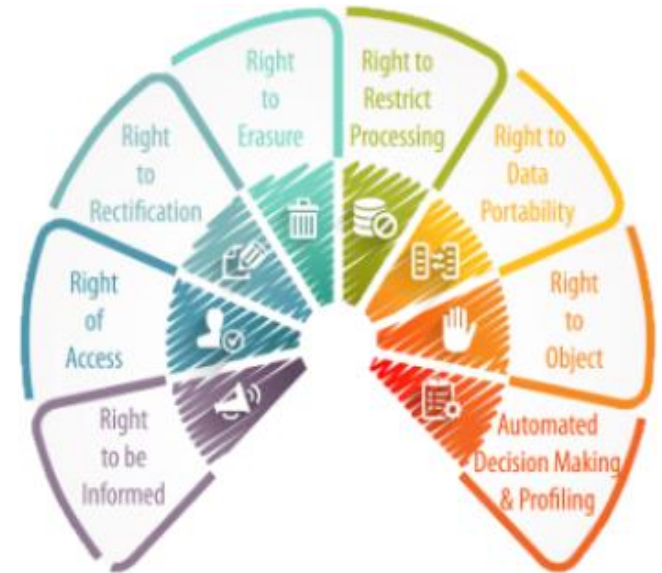 Right
to be
Informed
Right
of
Access
Right
to
Rectification
Right
to
Erasure
Right to
Restrict
Processing
Right to
Data
Portability
Right
to
Object
Automated
Decision Making
& Profiling